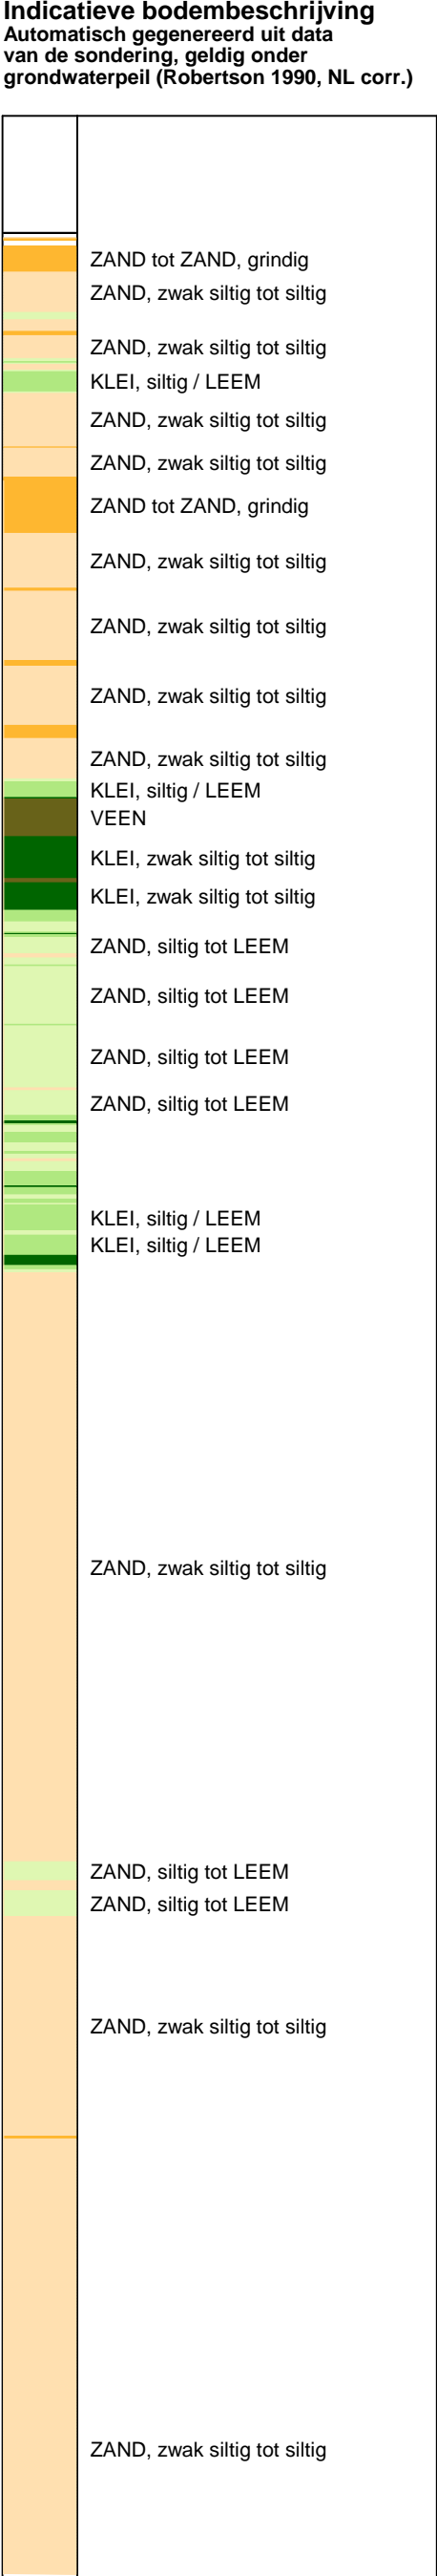 Indicatieve bodembeschrijving
Automatisch gegenereerd uit data
van de sondering, geldig onder
grondwaterpeil (Robertson 1990, NL corr.)
ZAND tot ZAND, grindig
ZAND, zwak siltig tot siltig
ZAND, zwak siltig tot siltig
KLEI, siltig / LEEM
ZAND, zwak siltig tot siltig
ZAND, zwak siltig tot siltig
ZAND tot ZAND, grindig
ZAND, zwak siltig tot siltig
ZAND, zwak siltig tot siltig
ZAND, zwak siltig tot siltig
ZAND, zwak siltig tot siltig
KLEI, siltig / LEEM
VEEN
KLEI, zwak siltig tot siltig
KLEI, zwak siltig tot siltig
ZAND, siltig tot LEEM
ZAND, siltig tot LEEM
ZAND, siltig tot LEEM
ZAND, siltig tot LEEM
KLEI, siltig / LEEM
KLEI, siltig / LEEM
ZAND, zwak siltig tot siltig
ZAND, siltig tot LEEM
ZAND, siltig tot LEEM
ZAND, zwak siltig tot siltig
ZAND, zwak siltig tot siltig